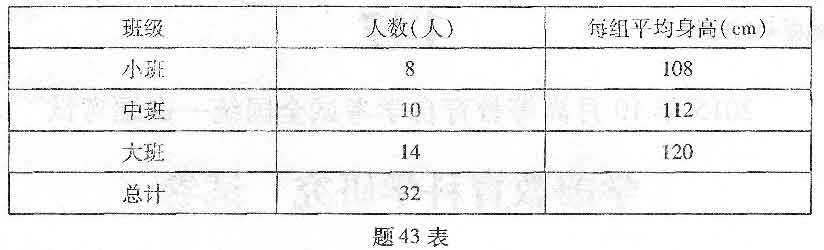 班级 人数(人) 每组平均身高(cm)
小班 8 108
中班 10 112
大班 14 120
总计 32
题43表